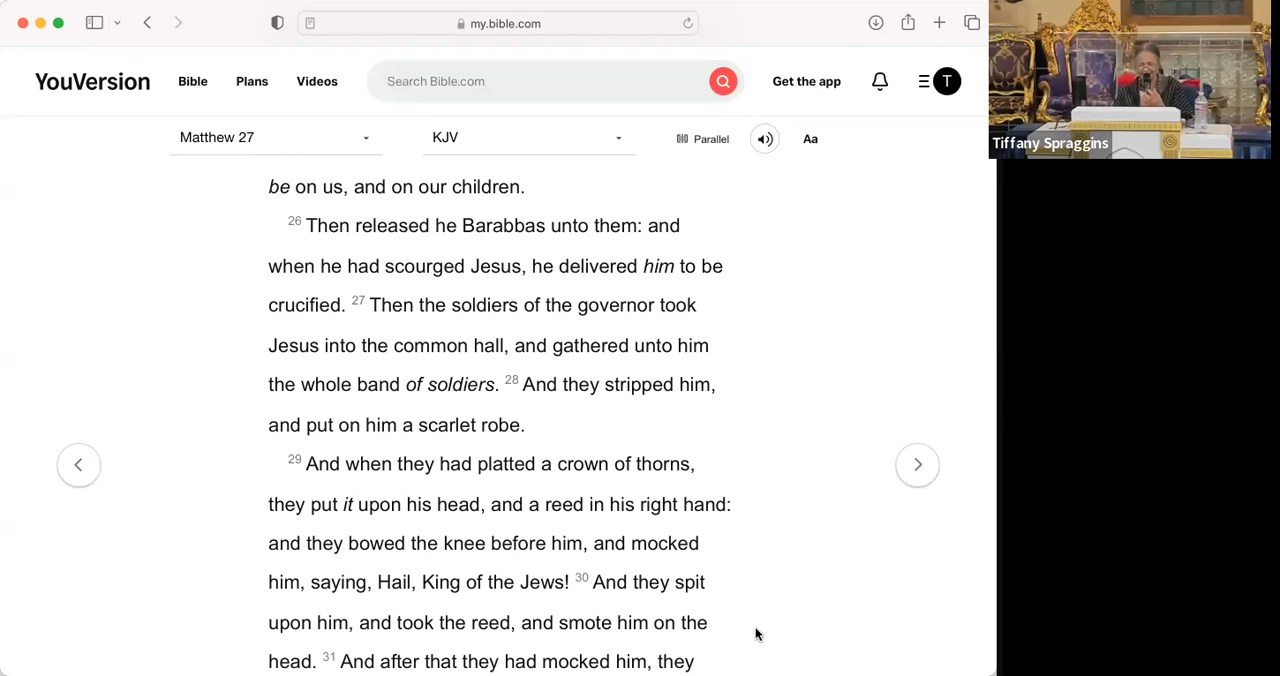 my.bible.com
YouVersion
Bible
Plans
Videos
Search Bible.com
Get the app
T
Tiffany Spraggins
Matthew 27
KJV
Parallel
Aa
be on us, and on our children.
26 Then released he Barabbas unto them: and
when he had scourged Jesus, he delivered him to be
crucified. 27 Then the soldiers of the governor took
Jesus into the common hall, and gathered unto him
the whole band of soldiers. 28 And they stripped him,
and put on him a scarlet robe.
29 And when they had platted a crown of thorns,
they put it upon his head, and a reed in his right hand:
and they bowed the knee before him, and mocked
him, saying, Hail, King of the Jews! 30 And they spit
upon him, and took the reed, and smote him on the
head. 31 And after that they had mocked him, they